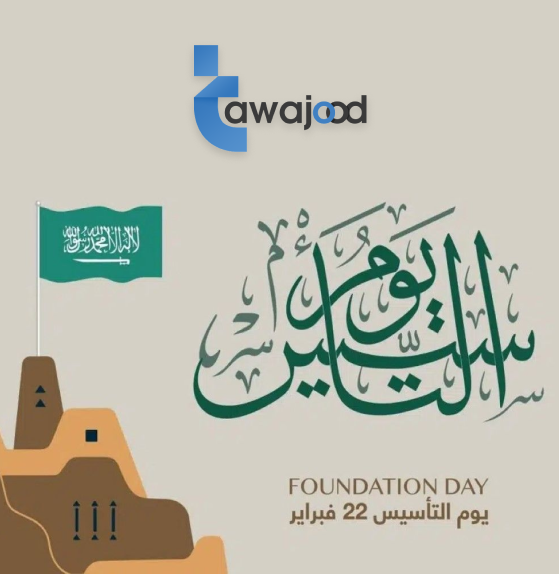 tawajood
لا إله إلا الله محمد رسول الله
يوم التأسيس
FOUNDATION DAY
يوم التأسيس 22 فبراير